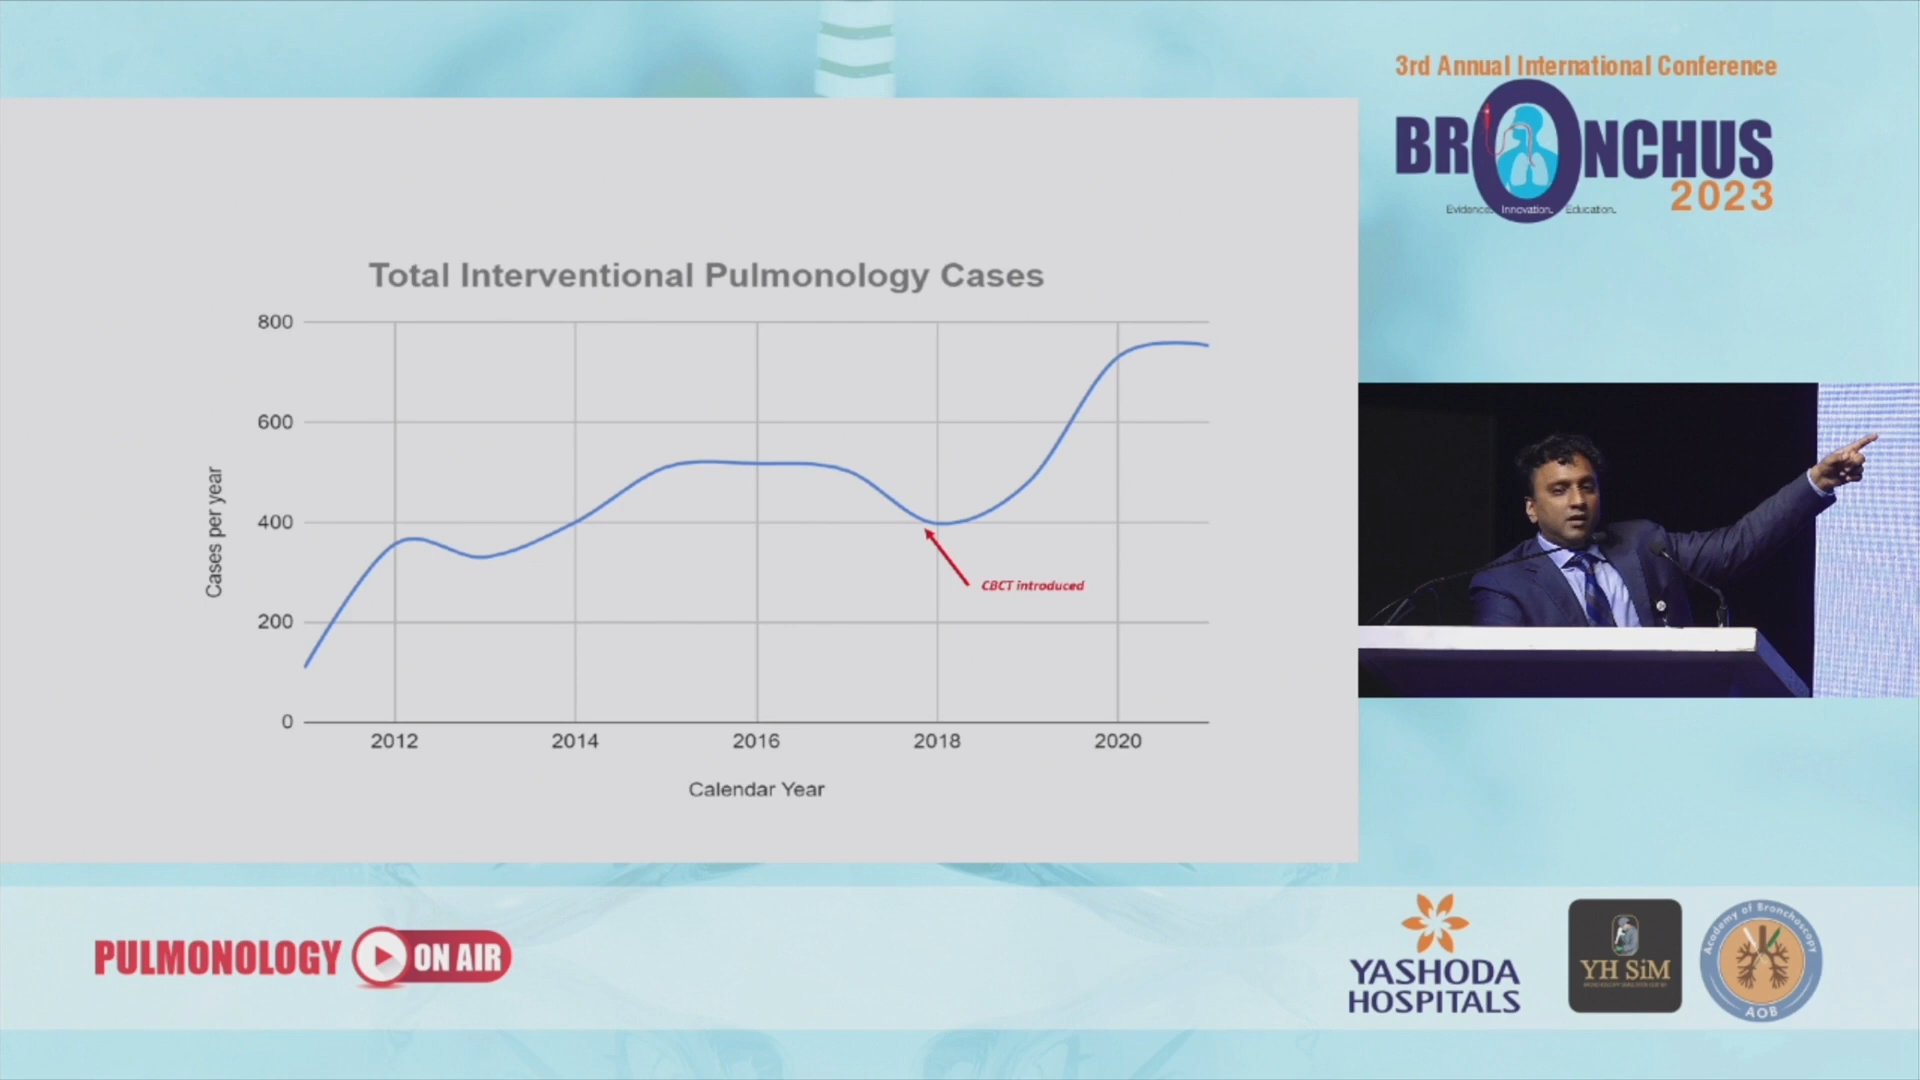 3rd Annual International Conference
BRONCHUS
2023
Evidence. Innovation. Education.
Total Interventional Pulmonology Cases
800
600
400
200
0
Cases per year
CBCT introduced
2012
2014
2016
2018
2020
Calendar Year
PULMONOLOGY ON AIR
YASHODA
HOSPITALS
YH SiM
Academy of Bronchoscopy
AOB